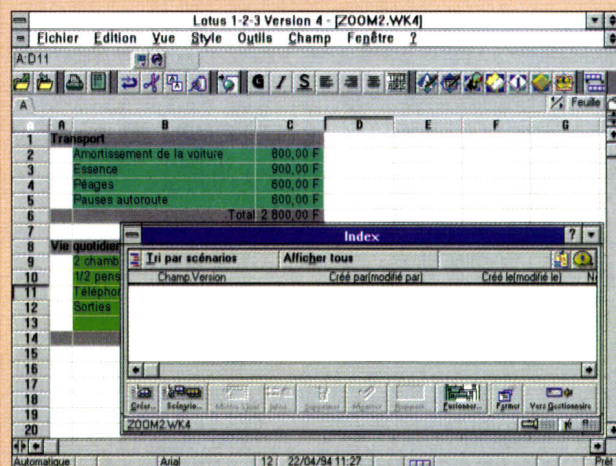 Lotus 1-2-3 Version 4 - [ZOOM2.WK4]
Fichier Edition Vue Style Outils Champ Fenêtre ?
A:D11
G I S
A Feuille
A B C D E F G
1 Transport
2 Amortissement de la voiture 800,00 F
3 Essence 900,00 F
4 Péages 600,00 F
5 Pauses autoroute 600,00 F
6 Total 2 800,00 F
7
8 Vie quotidien
9 2 chamb
10 1/2 pens
11 Téléphon
12 Sorties
13
14
15
16
17
18
19
20
Index ?
Tri par scénarios Afficher tous
Champ.Version Créé par(modifié par) Créé le(modifié le)
Créer... Scénario... Fusionner... Fermer Vers Gestionnaire
ZOOM2.WK4
Automatique Arial 12 22/04/94 11:27 Prêt